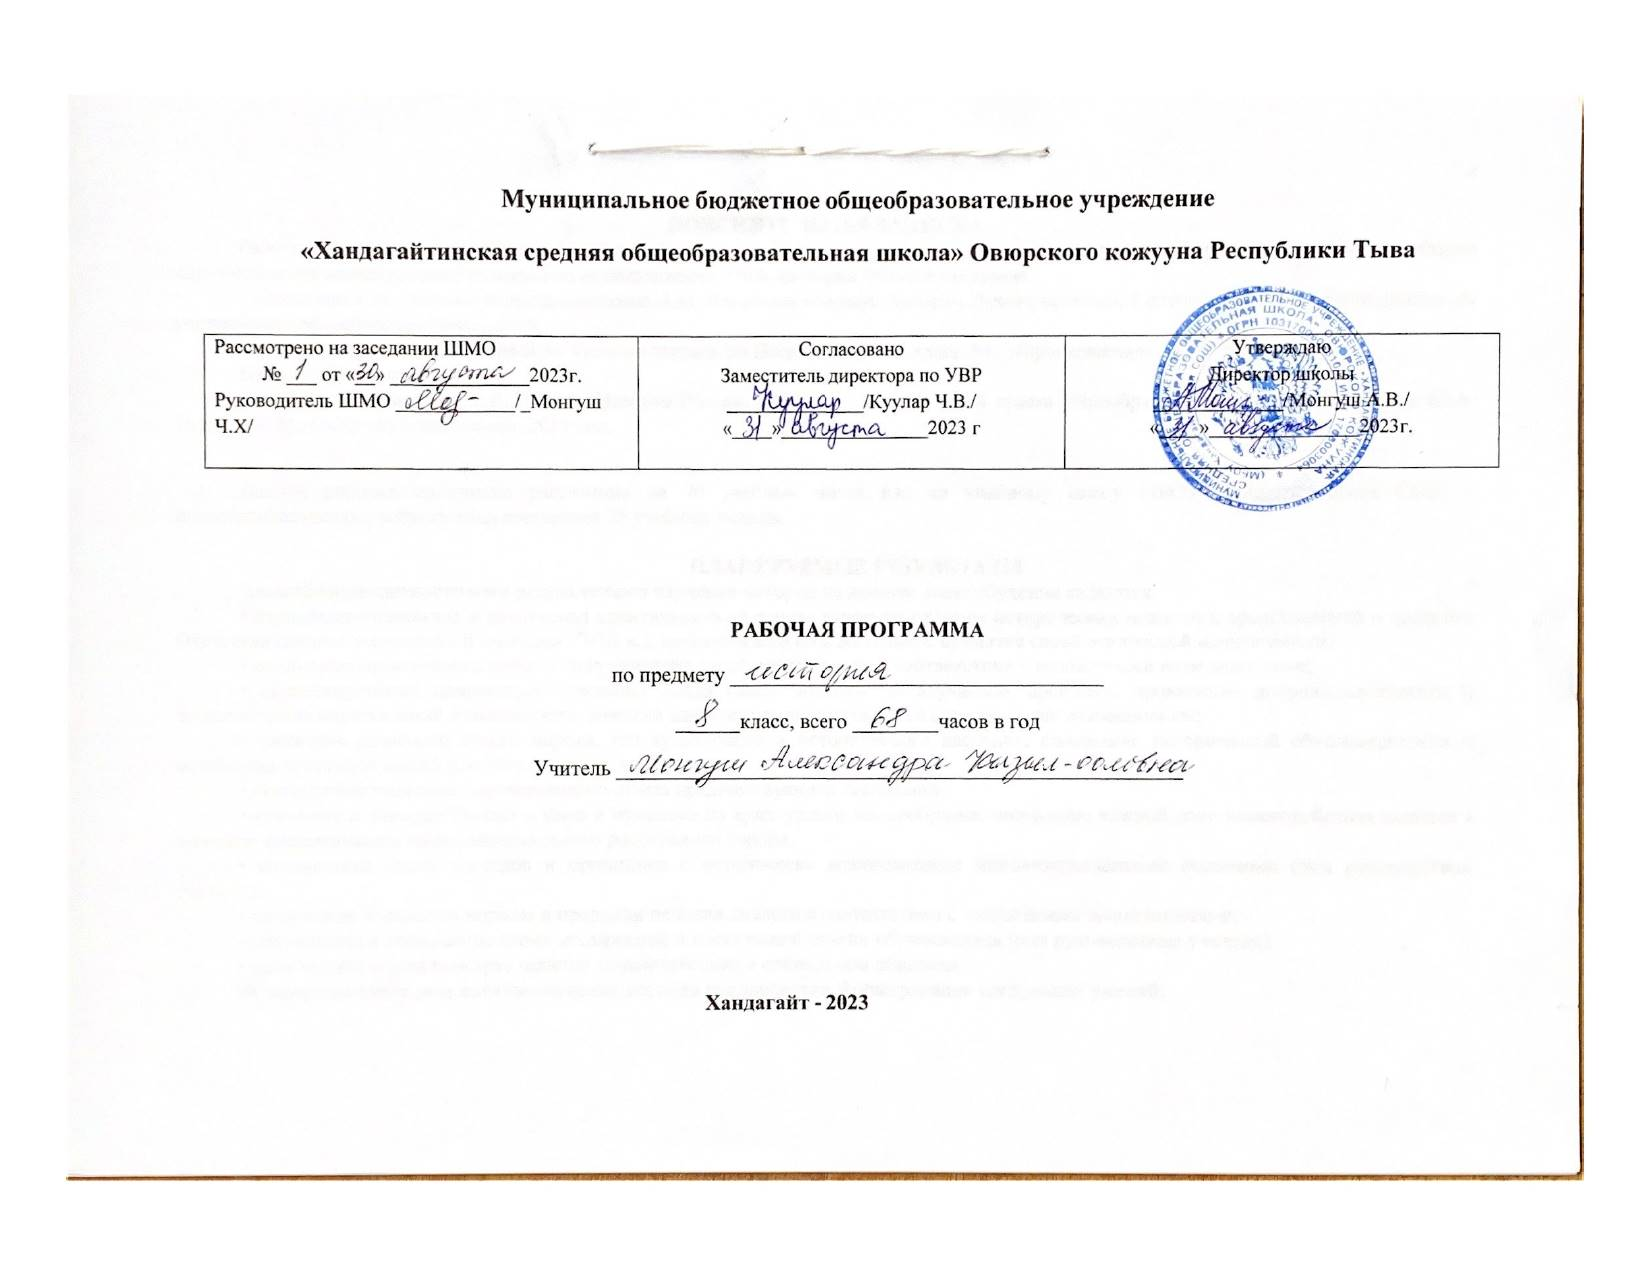 Муниципальное бюджетное общеобразовательное учреждение
«Хандагайтинская средняя общеобразовательная школа» Овюрского кожууна Республики Тыва
Рассмотрено на заседании ШМО
№ 1 от «30» августа 2023г.
Руководитель ШМО /_Монгуш
Ч.Х/
Согласовано
Заместитель директора по УВР
Куулар /Куулар Ч.В./
«31» августа 2023 г
Утверждаю
Директор школы
/Монгуш А.В./
«31» августа 2023г.
РАБОЧАЯ ПРОГРАММА
по предмету история
8 класс, всего 68 часов в год
Учитель Монгуш Александра Кызыл-ооловна
Хандагайт - 2023